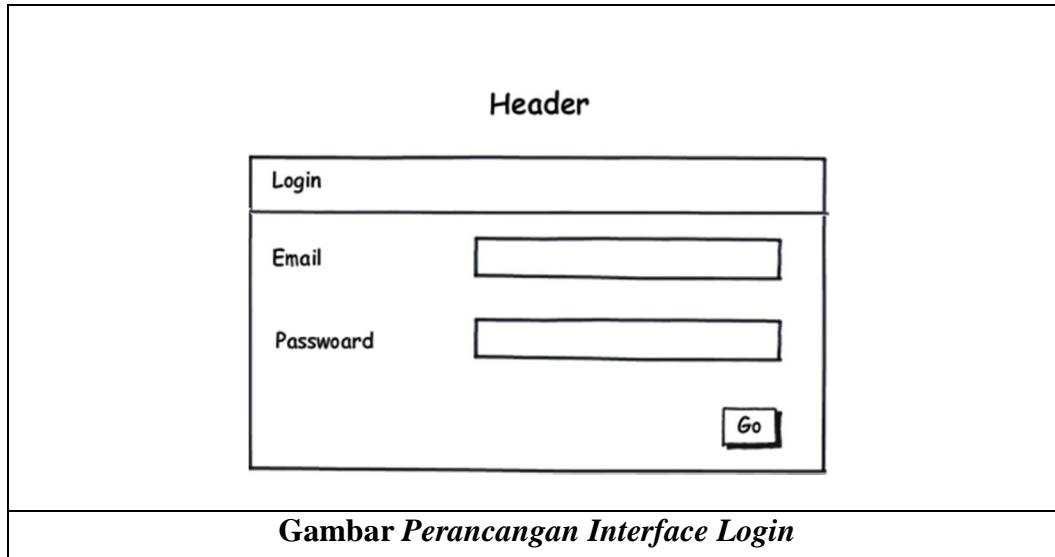 Header
Login
Email
Passwoard
Go
Gambar Perancangan Interface Login